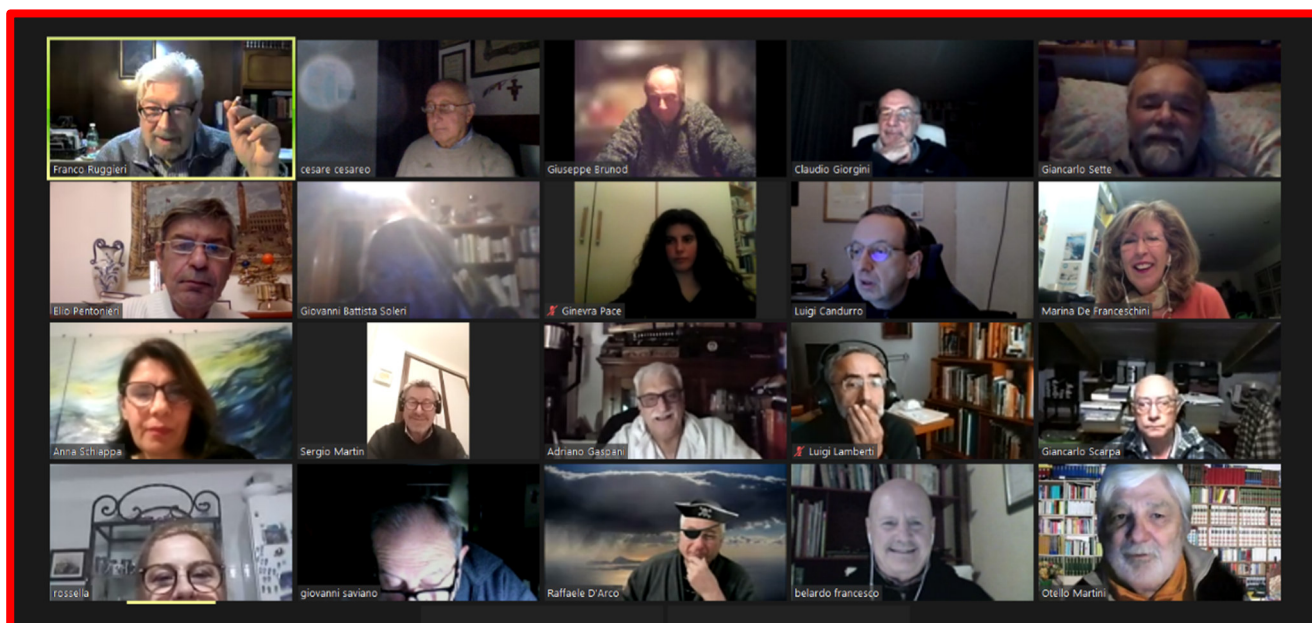 Franco Ruggieri
cesare cesareo
Giuseppe Brunod
Claudio Giorgini
Giancarlo Sette
Elio Pentonieri
Giovanni Battista Soleri
Ginevra Pace
Luigi Candurro
Marina De Franceschini
Anna Schiappa
Sergio Martin
Adriano Gaspani
Luigi Lamberti
Giancarlo Scarpa
rossella
giovanni saviano
Raffaele D'Arco
belardo francesco
Otello Martini